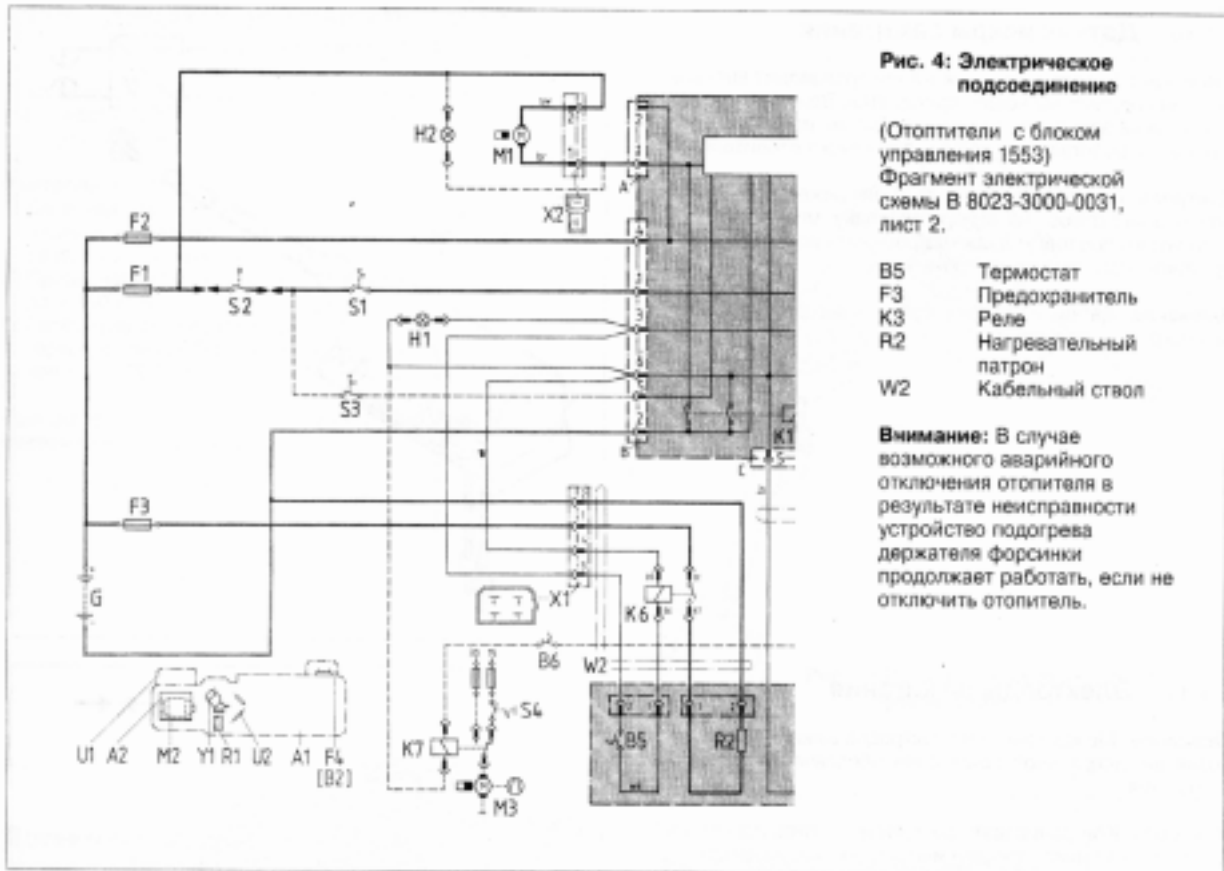 Рис. 4: Электрическое
подсоединение
(Отоптители с блоком
управления 1553)
Фрагмент электрической
схемы В 8023-3000-0031,
лист 2.
B5 Термостат
F3 Предохранитель
K3 Реле
R2 Нагревательный
патрон
W2 Кабельный ствол
Внимание: В случае
возможного аварийного
отключения отопителя в
результате неисправности
устройство подогрева
держателя форсинки
продолжает работать, если не
отключить отопитель.
H2
M1
A
X2
F2
F1
S2
S1
H1
S3
B
K1
C
5
F3
G
X1
K6
B6
W2
S4
K7
B5
R2
M3
U1 A2 M2 Y1 R1 U2 A1 F4
[B2]